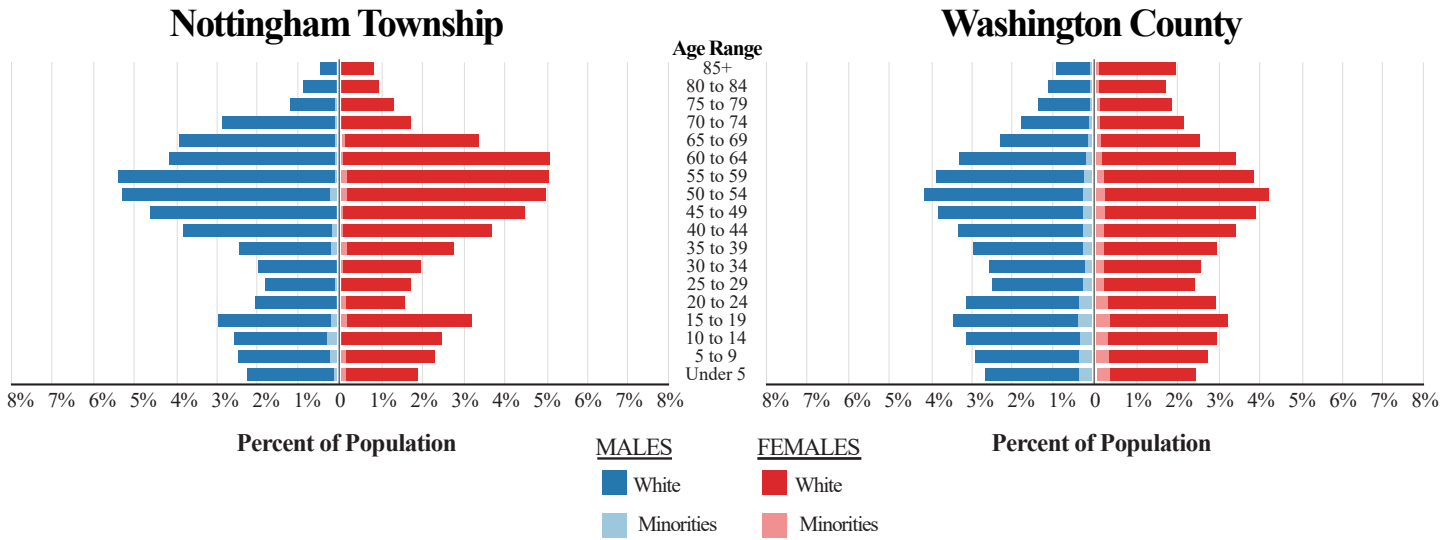 Nottingham Township
Washington County
Age Range
85+
80 to 84
75 to 79
70 to 74
65 to 69
60 to 64
55 to 59
50 to 54
45 to 49
40 to 44
35 to 39
30 to 34
25 to 29
20 to 24
15 to 19
10 to 14
5 to 9
Under 5
8% 7% 6% 5% 4% 3% 2% 1% 0 1% 2% 3% 4% 5% 6% 7% 8%
8% 7% 6% 5% 4% 3% 2% 1% 0 1% 2% 3% 4% 5% 6% 7% 8%
Percent of Population
Percent of Population
MALES
FEMALES
White
White
Minorities
Minorities